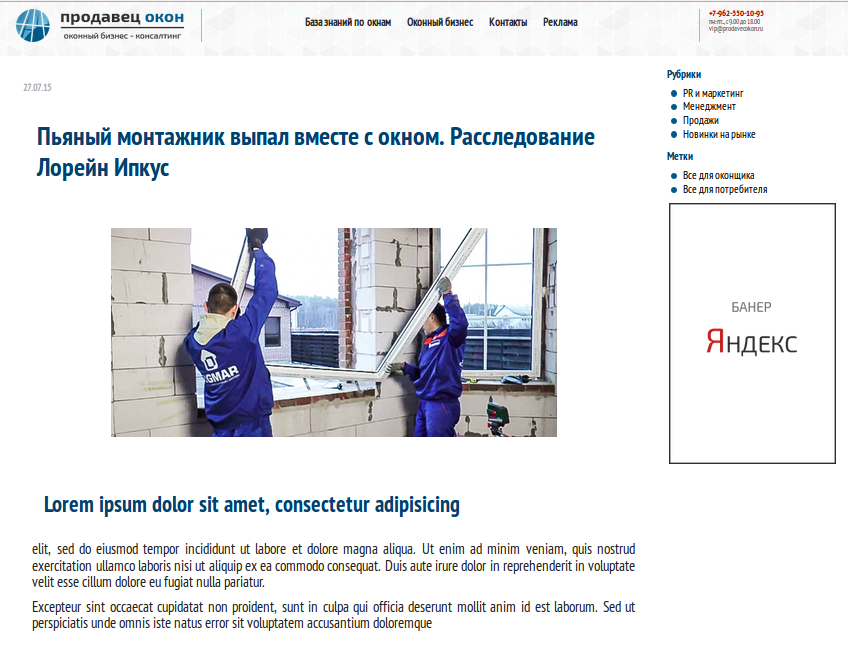 продавец окон
оконный бизнес - консалтинг
База знаний по окнам Оконный бизнес Контакты Реклама
+7-962-350-10-95
пн-пт., с 9.00 до 18.00
vip@prodavecokon.ru
27.07.15
Пьяный монтажник выпал вместе с окном. Расследование
Лорейн Ипкус
Рубрики
PR и маркетинг
Менеджмент
Продажи
Новинки на рынке
Метки
Все для оконщика
Все для потребителя
БАНЕР
Яндекс
Lorem ipsum dolor sit amet, consectetur adipisicing
elit, sed do eiusmod tempor incididunt ut labore et dolore magna aliqua. Ut enim ad minim veniam, quis nostrud
exercitation ullamco laboris nisi ut aliquip ex ea commodo consequat. Duis aute irure dolor in reprehenderit in voluptate
velit esse cillum dolore eu fugiat nulla pariatur.
Excepteur sint occaecat cupidatat non proident, sunt in culpa qui officia deserunt mollit anim id est laborum. Sed ut
perspiciatis unde omnis iste natus error sit voluptatem accusantium doloremque